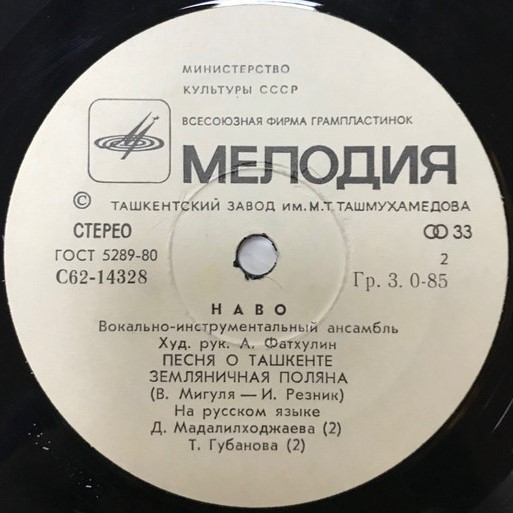 МИНИСТЕРСТВО
КУЛЬТУРЫ СССР
ВСЕСОЮЗНАЯ ФИРМА ГРАМПЛАСТИНОК
МЕЛОДИЯ
© ТАШКЕНТСКИЙ ЗАВОД им. М. Т. ТАШМУХАМЕДОВА
СТЕРЕО 33
ГОСТ 5289-80 2
С62-14328 Гр. 3. 0-85
НАВО
Вокально-инструментальный ансамбль
Худ. рук. А. Фатхулин
ПЕСНЯ О ТАШКЕНТЕ
ЗЕМЛЯНИЧНАЯ ПОЛЯНА
(В. Мигуля — И. Резник)
На русском языке
Д. Мадалилходжаева (2)
Т. Губанова (2)